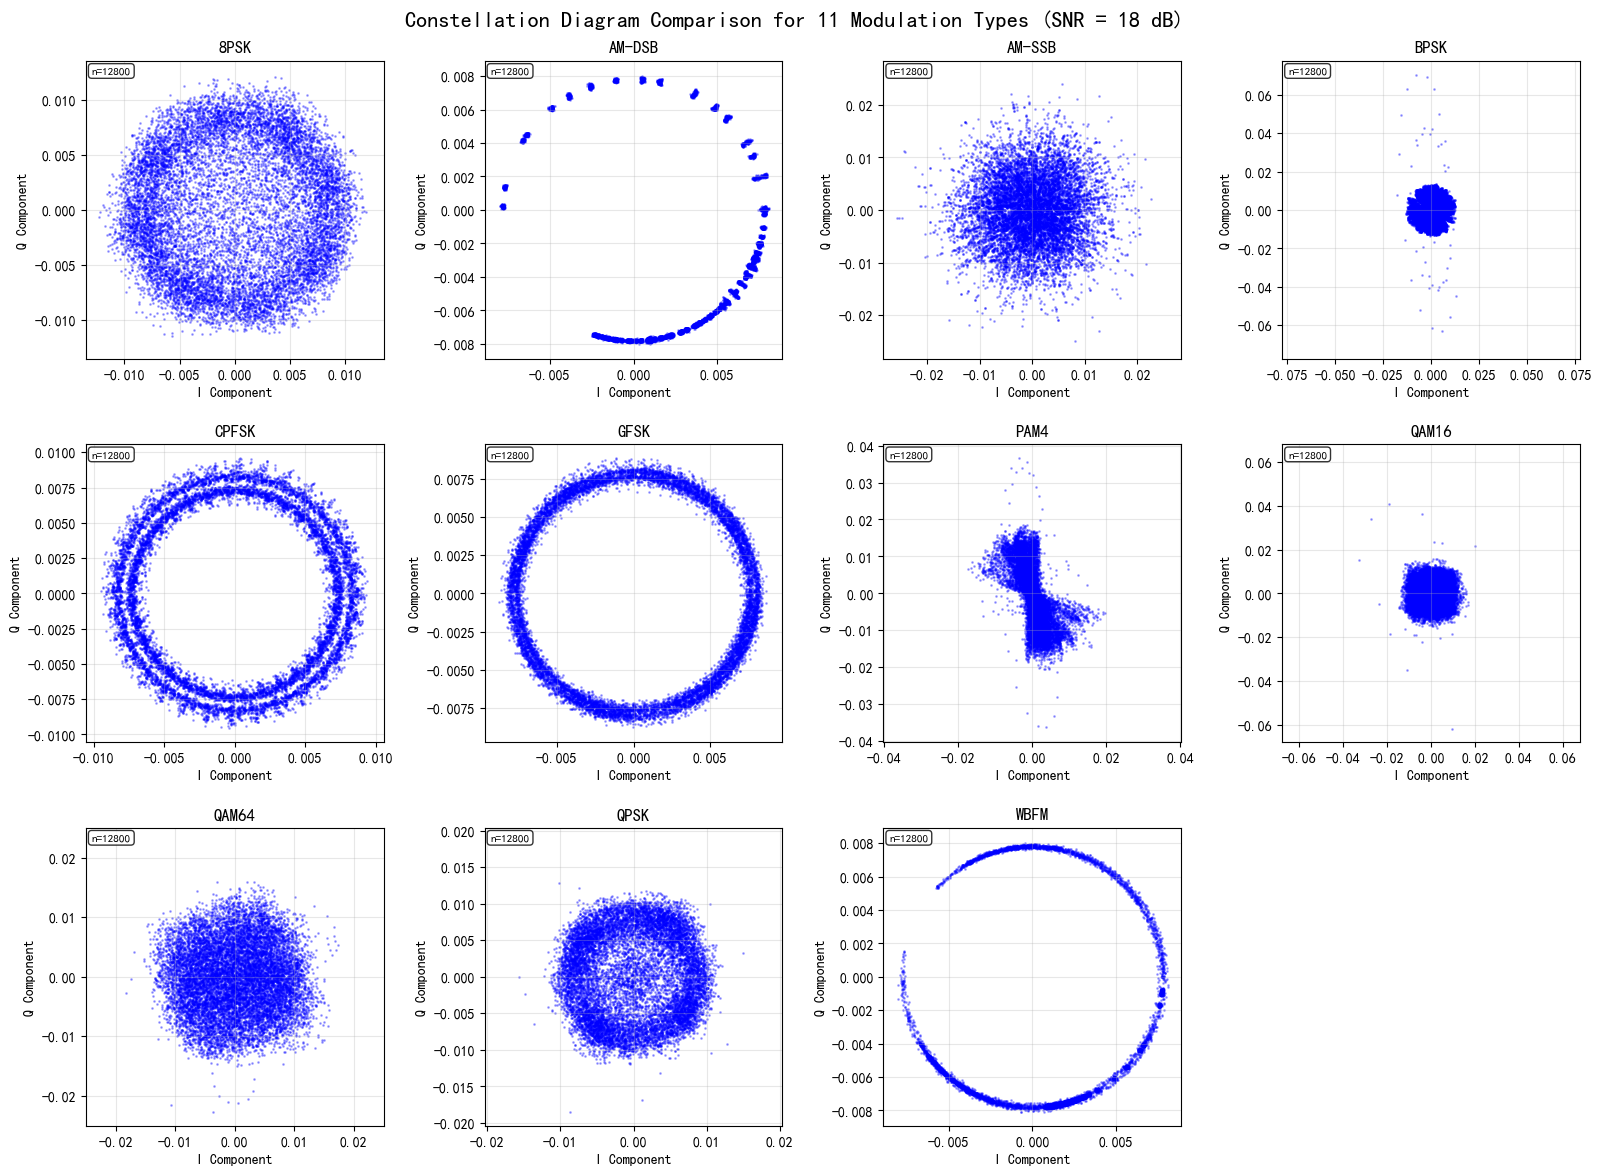 Constellation Diagram Comparison for 11 Modulation Types (SNR = 18 dB)
8PSK
n=12800
Q Component
0.010
0.005
0.000
−0.005
−0.010
−0.010 −0.005 0.000 0.005 0.010
I Component
AM-DSB
n=12800
Q Component
0.008
0.006
0.004
0.002
0.000
−0.002
−0.004
−0.006
−0.008
−0.005 0.000 0.005
I Component
AM-SSB
n=12800
Q Component
0.02
0.01
0.00
−0.01
−0.02
−0.02 −0.01 0.00 0.01 0.02
I Component
BPSK
n=12800
Q Component
0.06
0.04
0.02
0.00
−0.02
−0.04
−0.06
−0.075 −0.050 −0.025 0.000 0.025 0.050 0.075
I Component
CPFSK
n=12800
Q Component
0.0100
0.0075
0.0050
0.0025
0.0000
−0.0025
−0.0050
−0.0075
−0.0100
−0.010 −0.005 0.000 0.005 0.010
I Component
GFSK
n=12800
Q Component
0.0075
0.0050
0.0025
0.0000
−0.0025
−0.0050
−0.0075
−0.005 0.000 0.005
I Component
PAM4
n=12800
Q Component
0.04
0.03
0.02
0.01
0.00
−0.01
−0.02
−0.03
−0.04
−0.04 −0.02 0.00 0.02 0.04
I Component
QAM16
n=12800
Q Component
0.06
0.04
0.02
0.00
−0.02
−0.04
−0.06
−0.06 −0.04 −0.02 0.00 0.02 0.04 0.06
I Component
QAM64
n=12800
Q Component
0.02
0.01
0.00
−0.01
−0.02
−0.02 −0.01 0.00 0.01 0.02
I Component
QPSK
n=12800
Q Component
0.020
0.015
0.010
0.005
0.000
−0.005
−0.010
−0.015
−0.020
−0.02 −0.01 0.00 0.01 0.02
I Component
WBFM
n=12800
Q Component
0.008
0.006
0.004
0.002
0.000
−0.002
−0.004
−0.006
−0.008
−0.005 0.000 0.005
I Component